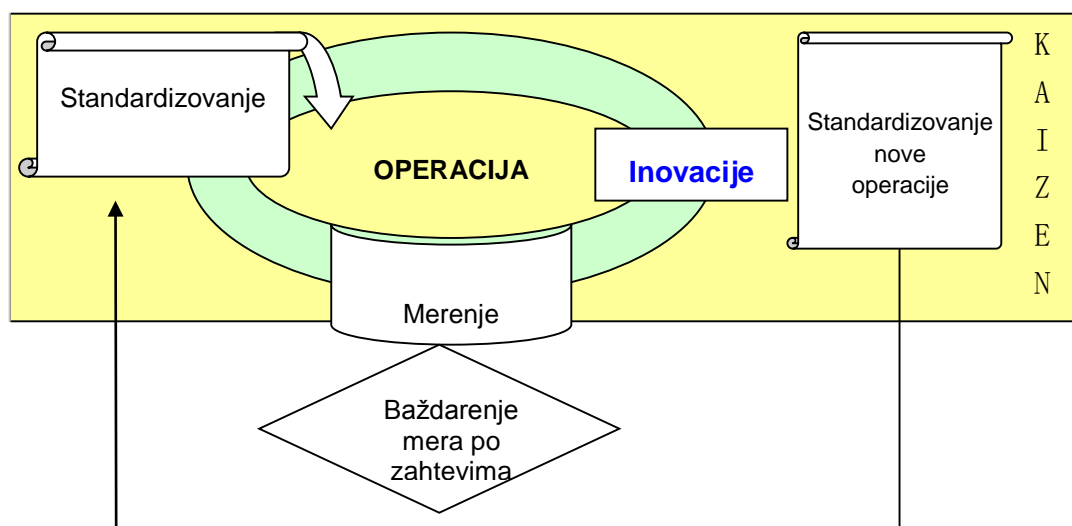 Standardizovanje
OPERACIJA
Inovacije
Standardizovanje
nove
operacije
K
A
I
Z
E
N
Merenje
Baždarenje
mera po
zahtevima